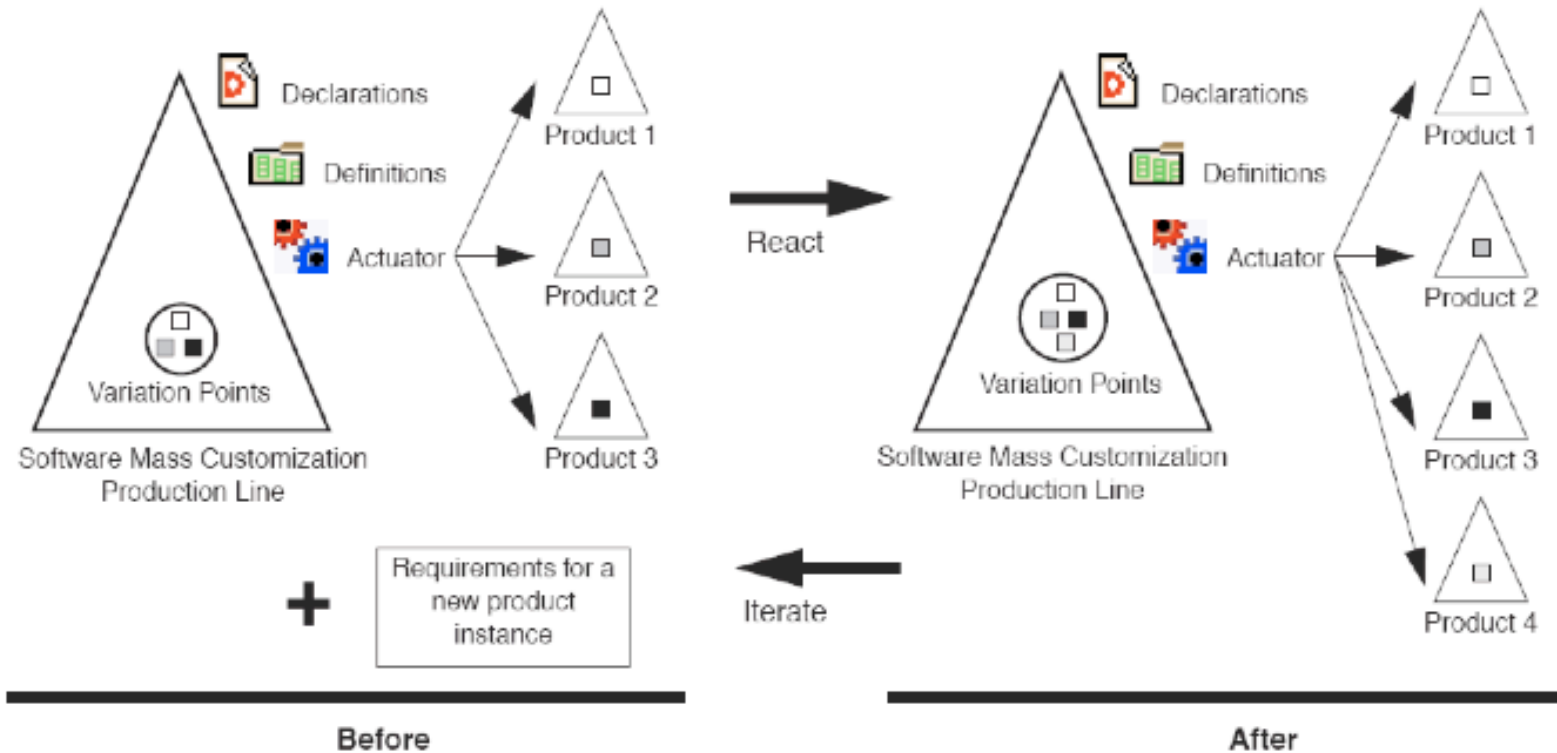 Declarations
Definitions
Actuator
Variation Points
Software Mass Customization
Production Line
Product 1
Product 2
Product 3
+
Requirements for a
new product
instance
Before
React
Iterate
Declarations
Definitions
Actuator
Variation Points
Software Mass Customization
Production Line
Product 1
Product 2
Product 3
Product 4
After